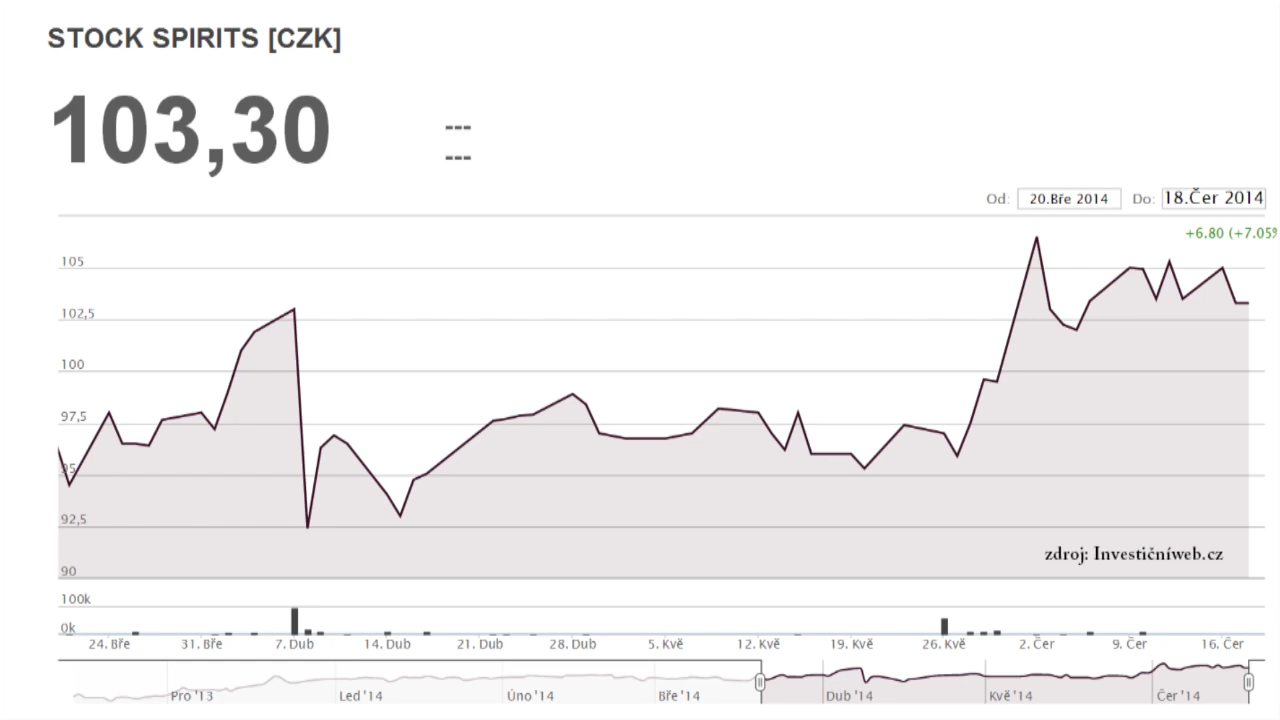 STOCK SPIRITS [CZK]
103,30
---
---
Od: 20.Bře 2014 Do: 18.Čer 2014
+6.80 (+7.05%
105
102,5
100
97,5
95
92,5
zdroj: Investičníweb.cz
90
100k
0k
24. Bře 31. Bře 7. Dub 14. Dub 21. Dub 28. Dub 5. Kvě 12. Kvě 19. Kvě 26. Kvě 2. Čer 9. Čer 16. Čer
Pro '13 Led '14 Úno '14 Bře '14 Dub '14 Kvě '14 Čer '14